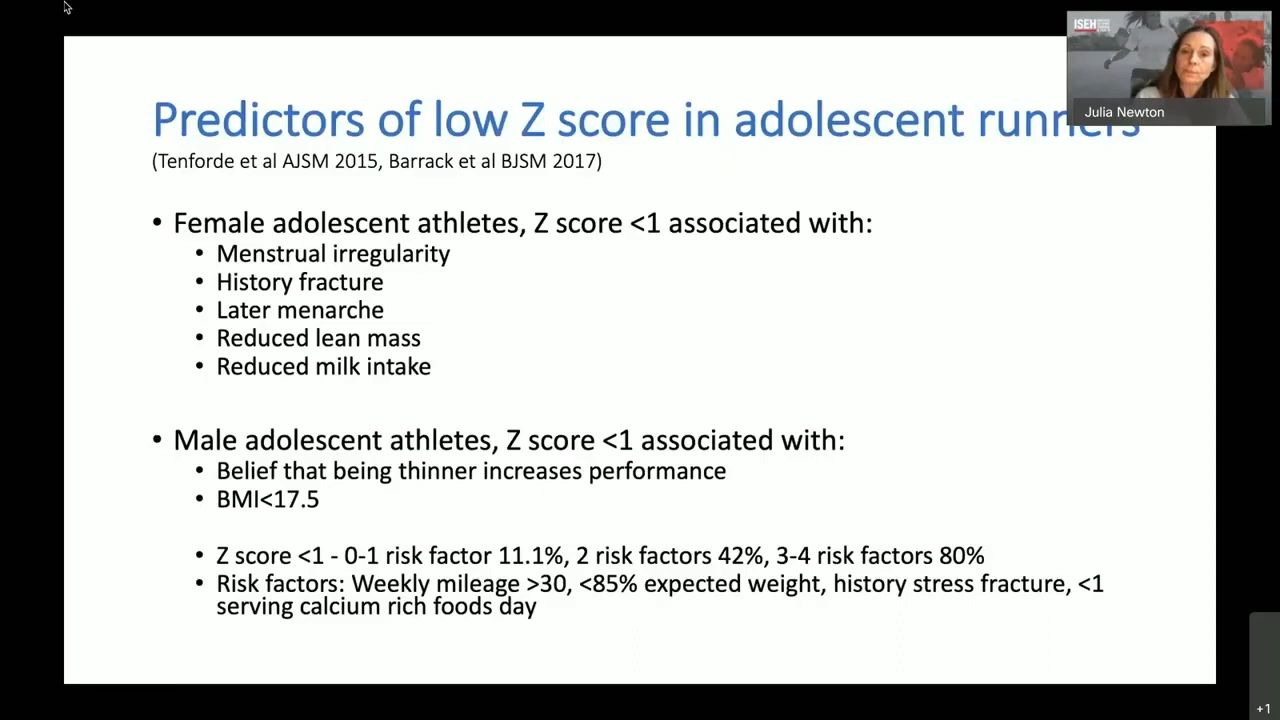 Predictors of low Z score in adolescent runners
(Tenforde et al AJSM 2015, Barrack et al BJSM 2017)
• Female adolescent athletes, Z score <1 associated with:
• Menstrual irregularity
• History fracture
• Later menarche
• Reduced lean mass
• Reduced milk intake
• Male adolescent athletes, Z score <1 associated with:
• Belief that being thinner increases performance
• BMI<17.5
• Z score <1 - 0-1 risk factor 11.1%, 2 risk factors 42%, 3-4 risk factors 80%
• Risk factors: Weekly mileage >30, <85% expected weight, history stress fracture, <1
serving calcium rich foods day
ISEH
Julia Newton
+1